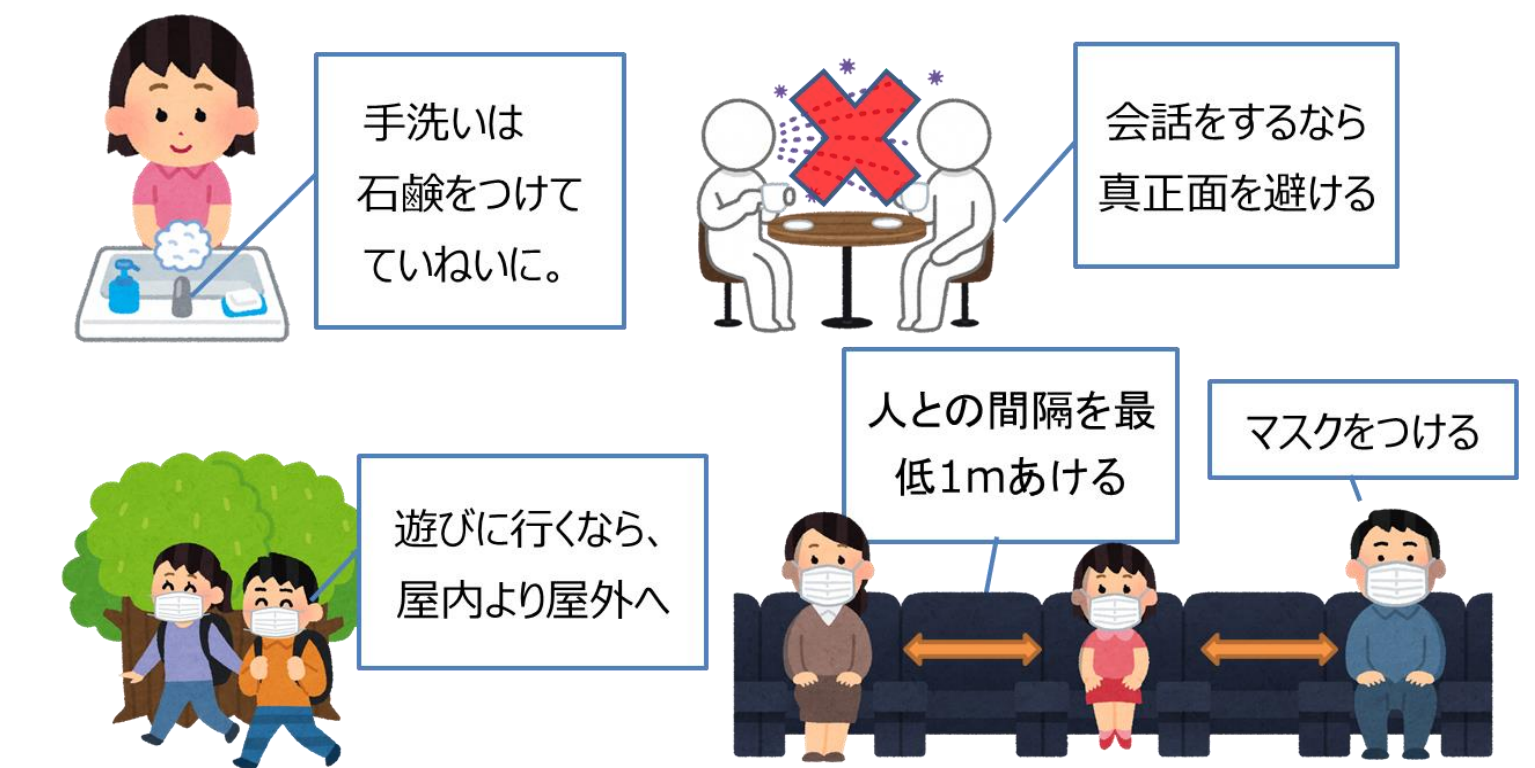 手洗いは
石鹸をつけて
ていねいに。
会話をするなら
真正面を避ける
人との間隔を最
低1mあける
マスクをつける
遊びに行くなら、
屋内より屋外へ